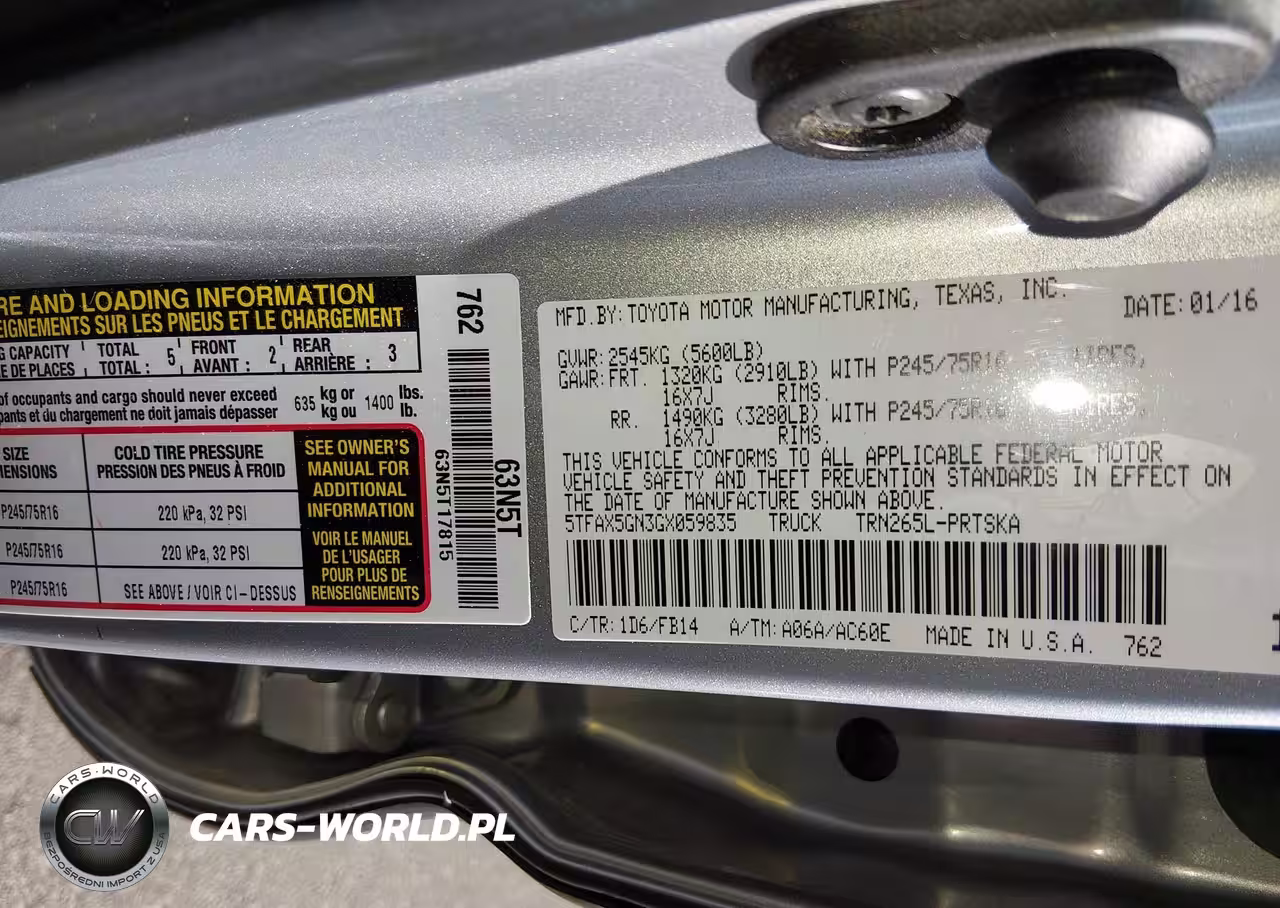 RE AND LOADING INFORMATION
EIGNEMENTS SUR LES PNEUS ET LE CHARGEMENT
G CAPACITY TOTAL FRONT REAR
E DE PLACES TOTAL : 5 AVANT : 2 ARRIÈRE : 3
of occupants and cargo should never exceed 635 kg or 1400 lbs.
pants et du chargement ne doit jamais dépasser kg ou lb.
SIZE
ENSIONS
COLD TIRE PRESSURE
PRESSION DES PNEUS À FROID
P245/75R16 220 kPa, 32 PSI
P245/75R16 220 kPa, 32 PSI
P245/75R16 SEE ABOVE / VOIR CI-DESSUS
SEE OWNER'S
MANUAL FOR
ADDITIONAL
INFORMATION
VOIR LE MANUEL
DE L'USAGER
POUR PLUS DE
RENSEIGNEMENTS
762
63N5T
63N5T17815
MFD.BY:TOYOTA MOTOR MANUFACTURING, TEXAS, INC.
DATE:01/16
GVWR:2545KG (5600LB)
GAWR:FRT. 1320KG (2910LB) WITH P245/75R16 TIRES,
16X7J RIMS.
RR. 1490KG (3280LB) WITH P245/75R16 TIRES,
16X7J RIMS.
THIS VEHICLE CONFORMS TO ALL APPLICABLE FEDERAL MOTOR
VEHICLE SAFETY AND THEFT PREVENTION STANDARDS IN EFFECT ON
THE DATE OF MANUFACTURE SHOWN ABOVE.
5TFAX5GN3GX059835 TRUCK TRN265L-PRTSKA
C/TR:1D6/FB14 A/TM:A06A/AC60E MADE IN U.S.A. 762
CARS-WORLD
CW
BEZPOŚREDNI IMPORT Z USA
CARS-WORLD.PL